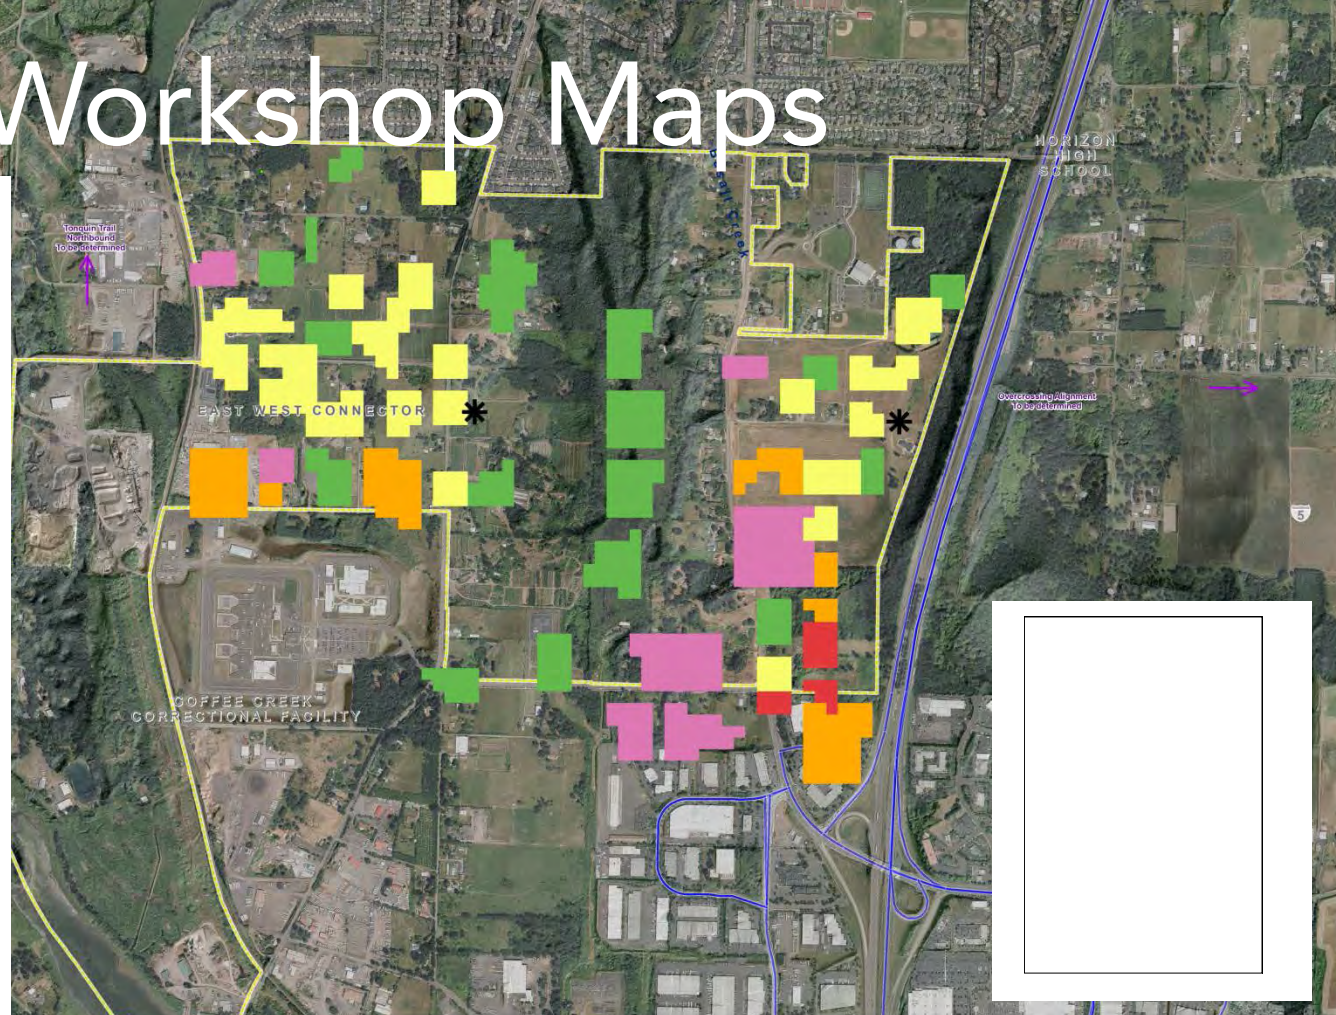 Workshop Maps
HORIZON
HIGH
SCHOOL
Tonquin Trail
Northbound
To be determined
Overcrossing Alignment
To be determined
EAST WEST CONNECTOR
5
COFFEE CREEK
CORRECTIONAL FACILITY